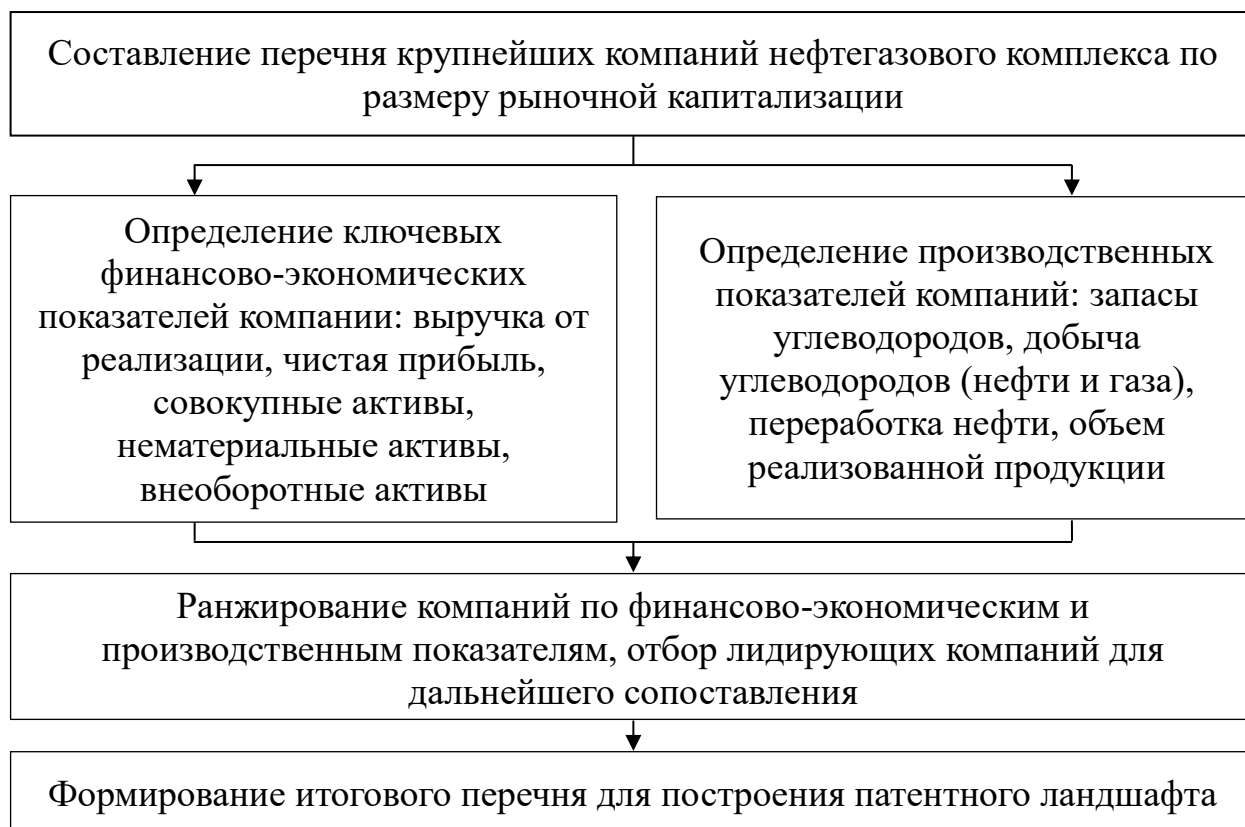 Составление перечня крупнейших компаний нефтегазового комплекса по
размеру рыночной капитализации
Определение ключевых
финансово-экономических
показателей компании: выручка от
реализации, чистая прибыль,
совокупные активы,
нематериальные активы,
внеоборотные активы
Определение производственных
показателей компаний: запасы
углеводородов, добыча
углеводородов (нефти и газа),
переработка нефти, объем
реализованной продукции
Ранжирование компаний по финансово-экономическим и
производственным показателям, отбор лидирующих компаний для
дальнейшего сопоставления
Формирование итогового перечня для построения патентного ландшафта